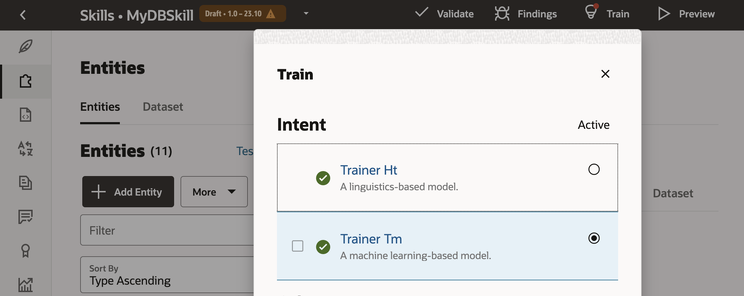 Skills • MyDBSkill
Draft • 1.0 – 23.10
Validate
Findings
Train
Preview
Entities
Entities
Dataset
Entities (11)
Tes
Add Entity
More
Filter
Sort By
Type Ascending
Dataset
Train
Intent
Active
Trainer Ht
A linguistics-based model.
Trainer Tm
A machine learning-based model.